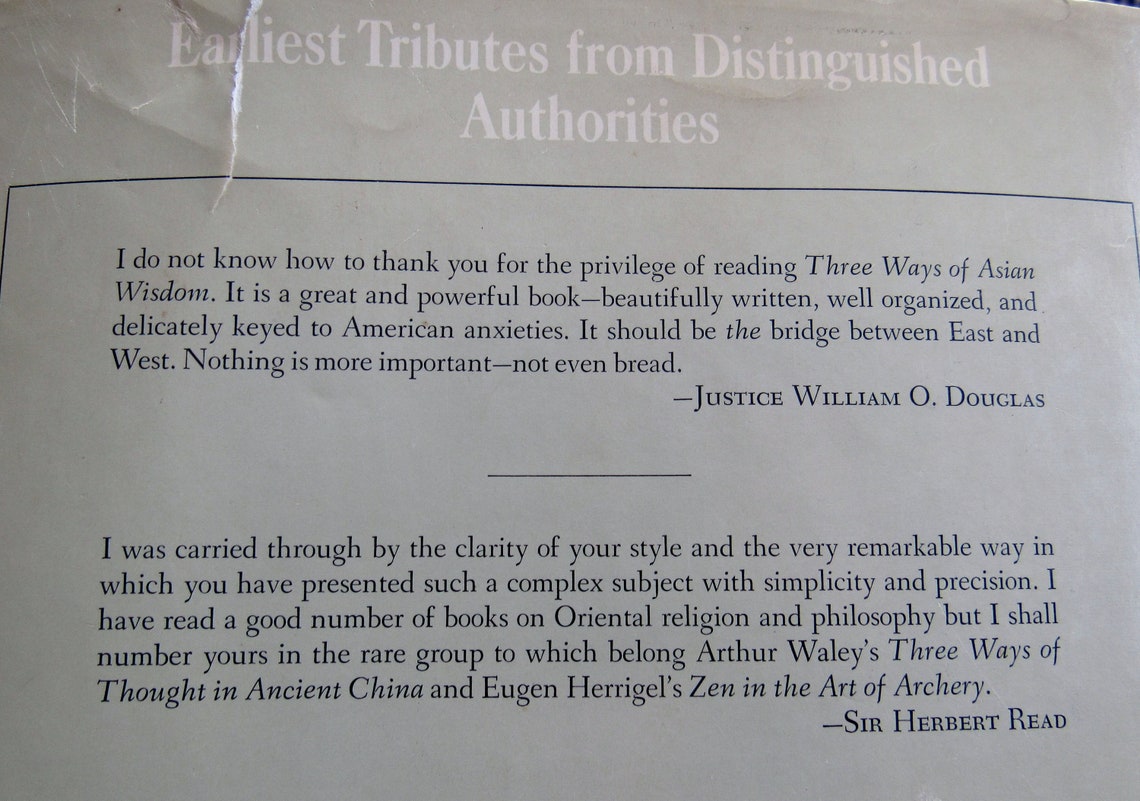 Earliest Tributes from Distinguished
Authorities
I do not know how to thank you for the privilege of reading Three Ways of Asian
Wisdom. It is a great and powerful book—beautifully written, well organized, and
delicately keyed to American anxieties. It should be the bridge between East and
West. Nothing is more important—not even bread.
—JUSTICE WILLIAM O. DOUGLAS
I was carried through by the clarity of your style and the very remarkable way in
which you have presented such a complex subject with simplicity and precision. I
have read a good number of books on Oriental religion and philosophy but I shall
number yours in the rare group to which belong Arthur Waley's Three Ways of
Thought in Ancient China and Eugen Herrigel's Zen in the Art of Archery.
—SIR HERBERT READ